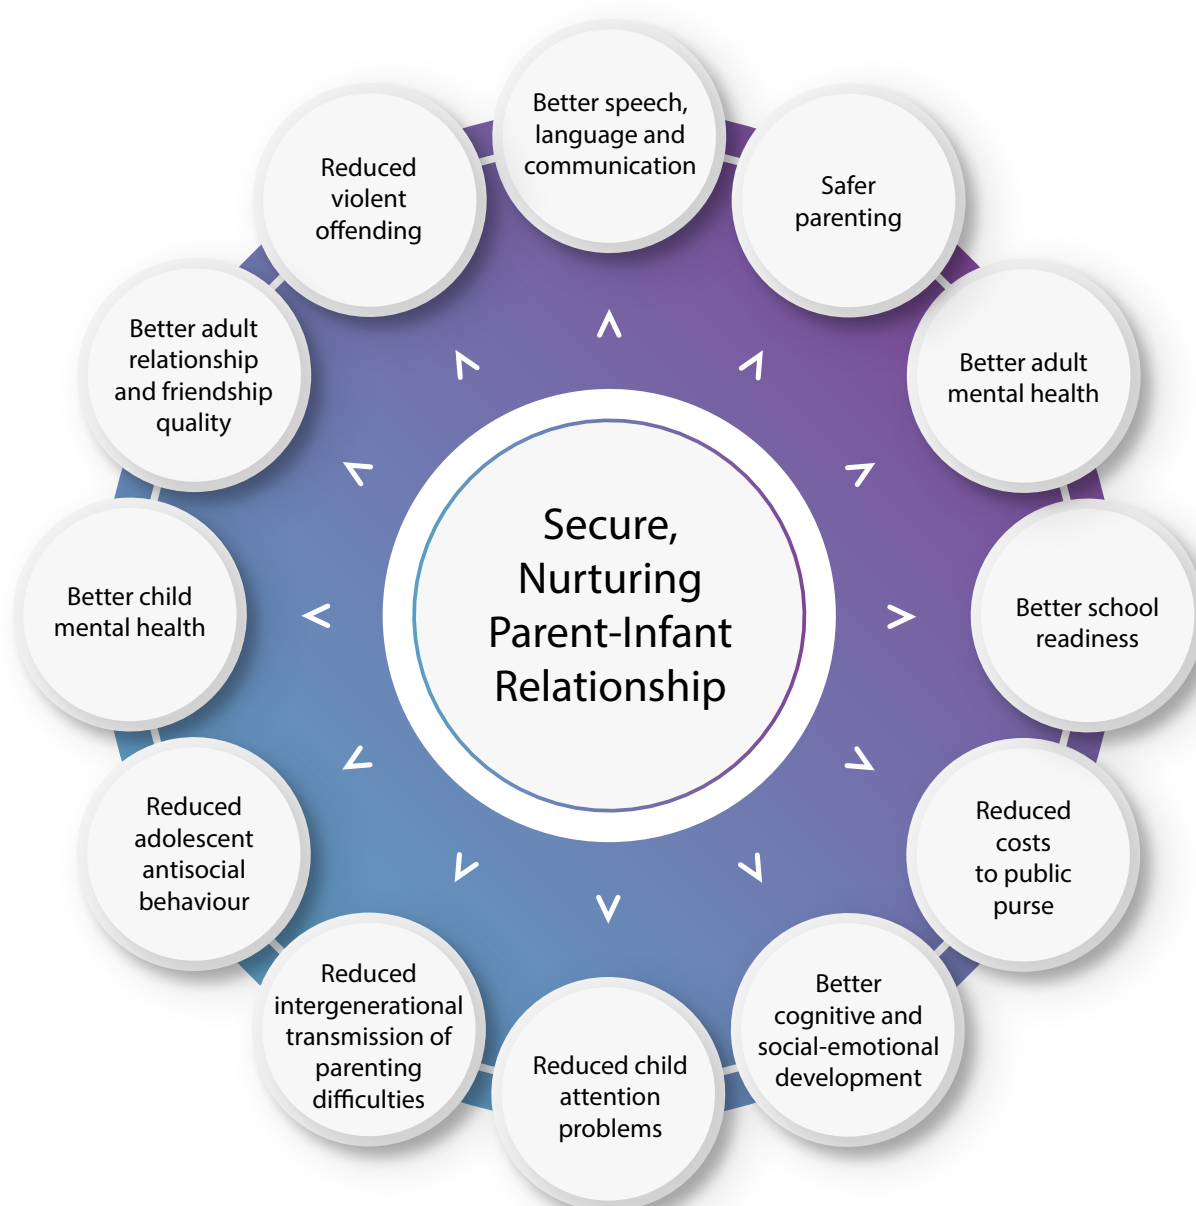 Better speech,
language and
communication
Safer
parenting
Better adult
mental health
Better school
readiness
Reduced
costs
to public
purse
Better
cognitive and
social-emotional
development
Reduced child
attention
problems
Reduced
intergenerational
transmission of
parenting
difficulties
Reduced
adolescent
antisocial
behaviour
Better child
mental health
Better adult
relationship
and friendship
quality
Reduced
violent
offending
Secure,
Nurturing
Parent-Infant
Relationship